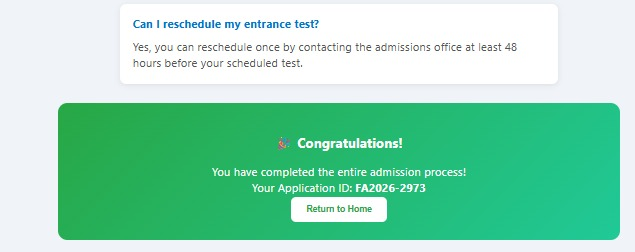 Can I reschedule my entrance test?
Yes, you can reschedule once by contacting the admissions office at least 48
hours before your scheduled test.
🎉 Congratulations!
You have completed the entire admission process!
Your Application ID: FA2026-2973
Return to Home